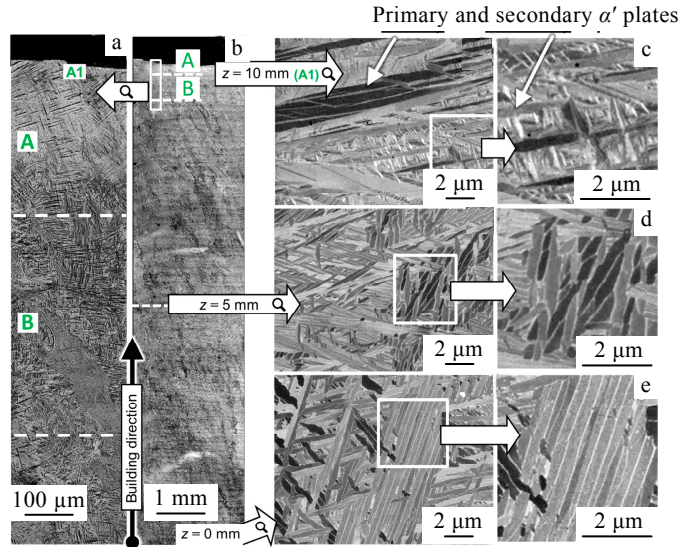 Primary and secondary α′ plates
a
b
A1
A
A
B
z = 10 mm (A1)
c
2 μm
2 μm
d
z = 5 mm
2 μm
2 μm
B
Building direction
e
100 μm
1 mm
z = 0 mm
2 μm
2 μm